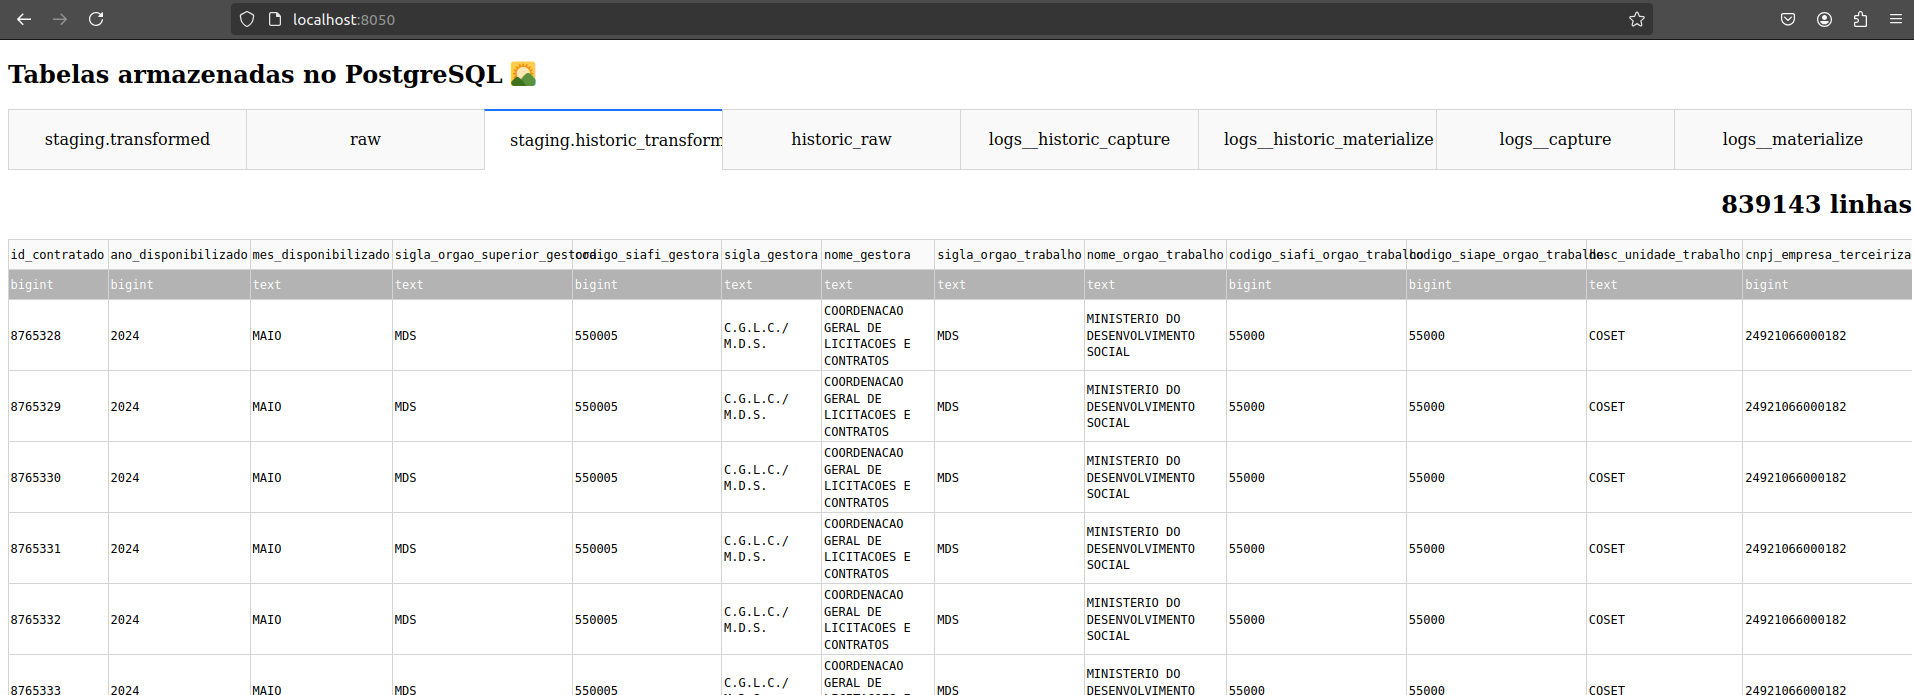 localhost:8050
Tabelas armazenadas no PostgreSQL
staging.transformed raw staging.historic_transform historic_raw logs__historic_capture logs__historic_materialize logs__capture logs__materialize
839143 linhas
id_contratado ano_disponibilizado mes_disponibilizado sigla_orgao_superior_gestora codigo_siafi_gestora sigla_gestora nome_gestora sigla_orgao_trabalho nome_orgao_trabalho codigo_siafi_orgao_trabalho codigo_siape_orgao_trabalho desc_unidade_trabalho cnpj_empresa_terceiriza
bigint bigint text text bigint text text text text bigint bigint text bigint
8765328 2024 MAIO MDS 550005 C.G.L.C./ M.D.S. COORDENACAO GERAL DE LICITACOES E CONTRATOS MDS MINISTERIO DO DESENVOLVIMENTO SOCIAL 55000 55000 COSET 24921066000182
8765329 2024 MAIO MDS 550005 C.G.L.C./ M.D.S. COORDENACAO GERAL DE LICITACOES E CONTRATOS MDS MINISTERIO DO DESENVOLVIMENTO SOCIAL 55000 55000 COSET 24921066000182
8765330 2024 MAIO MDS 550005 C.G.L.C./ M.D.S. COORDENACAO GERAL DE LICITACOES E CONTRATOS MDS MINISTERIO DO DESENVOLVIMENTO SOCIAL 55000 55000 COSET 24921066000182
8765331 2024 MAIO MDS 550005 C.G.L.C./ M.D.S. COORDENACAO GERAL DE LICITACOES E CONTRATOS MDS MINISTERIO DO DESENVOLVIMENTO SOCIAL 55000 55000 COSET 24921066000182
8765332 2024 MAIO MDS 550005 C.G.L.C./ M.D.S. COORDENACAO GERAL DE LICITACOES E CONTRATOS MDS MINISTERIO DO DESENVOLVIMENTO SOCIAL 55000 55000 COSET 24921066000182
8765333 2024 MAIO MDS 550005 C.G.L.C./ COORDENACAO GERAL DE MDS MINISTERIO DO DESENVOLVIMENTO 55000 55000 COSET 24921066000182